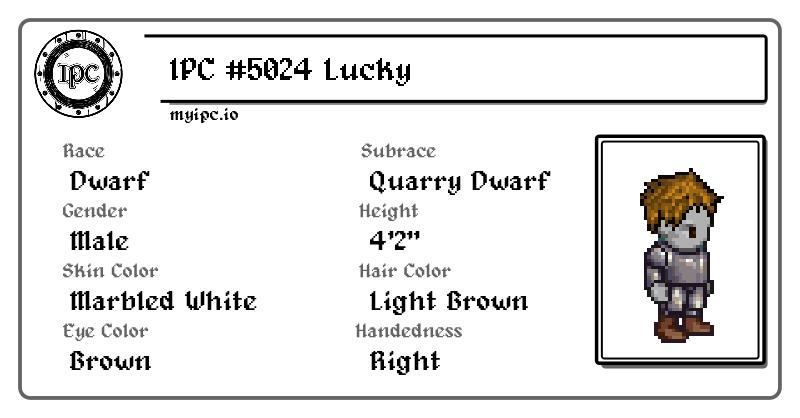 IPC
IPC #5024 Lucky
myipc.io
Race
Dwarf
Subrace
Quarry Dwarf
Gender
Male
Height
4'2"
Skin Color
Marbled White
Hair Color
Light Brown
Eye Color
Brown
Handedness
Right